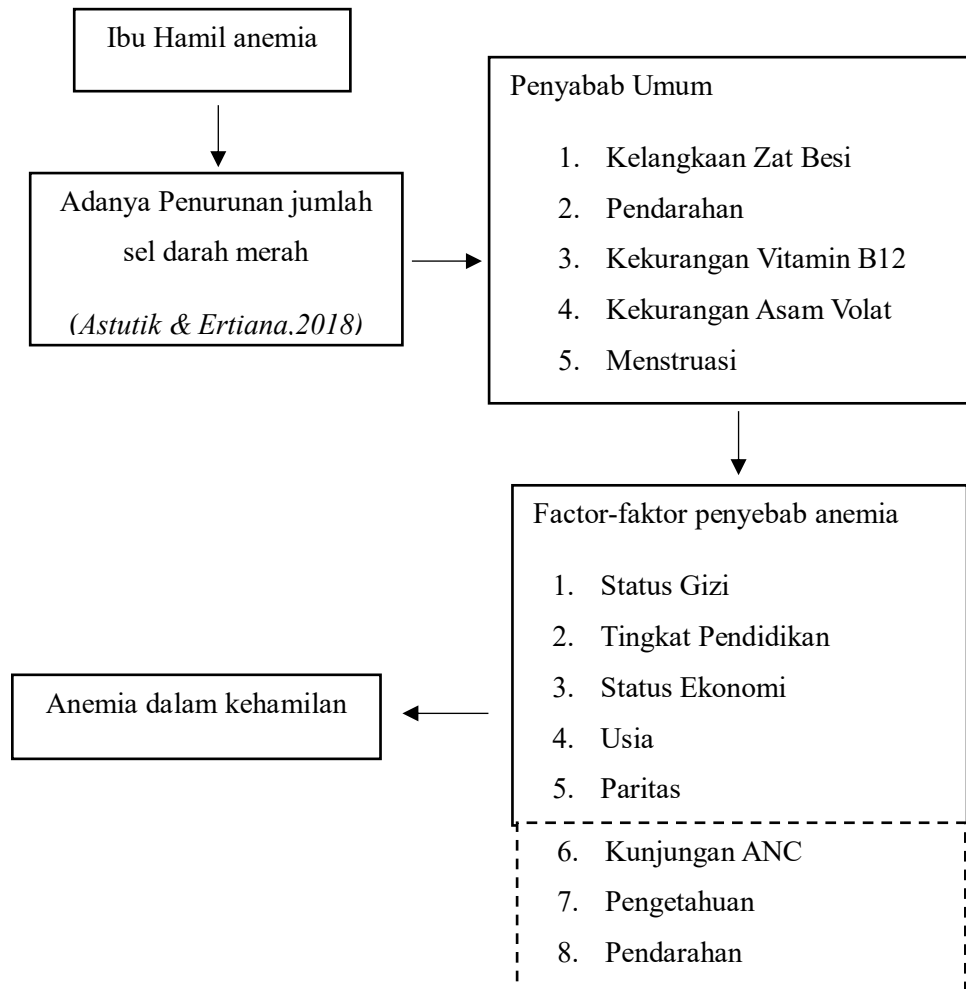 Ibu Hamil anemia
Adanya Penurunan jumlah
sel darah merah
(Astutik & Ertiana,2018)
Penyabab Umum
1. Kelangkaan Zat Besi
2. Pendarahan
3. Kekurangan Vitamin B12
4. Kekurangan Asam Volat
5. Menstruasi
Factor-faktor penyebab anemia
1. Status Gizi
2. Tingkat Pendidikan
3. Status Ekonomi
4. Usia
5. Paritas
6. Kunjungan ANC
7. Pengetahuan
8. Pendarahan
Anemia dalam kehamilan